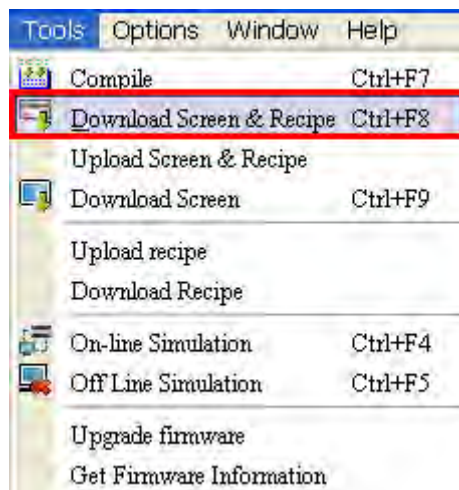 Tools Options Window Help
Compile Ctrl+F7
Download Screen & Recipe Ctrl+F8
Upload Screen & Recipe
Download Screen Ctrl+F9
Upload recipe
Download Recipe
On-line Simulation Ctrl+F4
Off Line Simulation Ctrl+F5
Upgrade firmware
Get Firmware Information